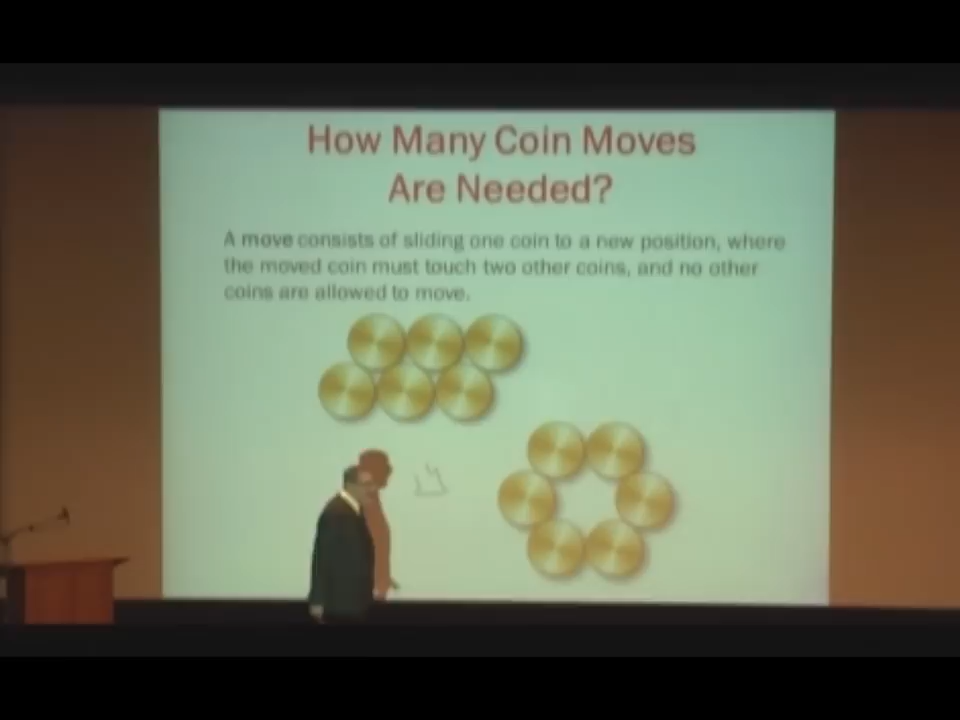 How Many Coin Moves
Are Needed?
A move consists of sliding one coin to a new position, where
the moved coin must touch two other coins, and no other
coins are allowed to move.